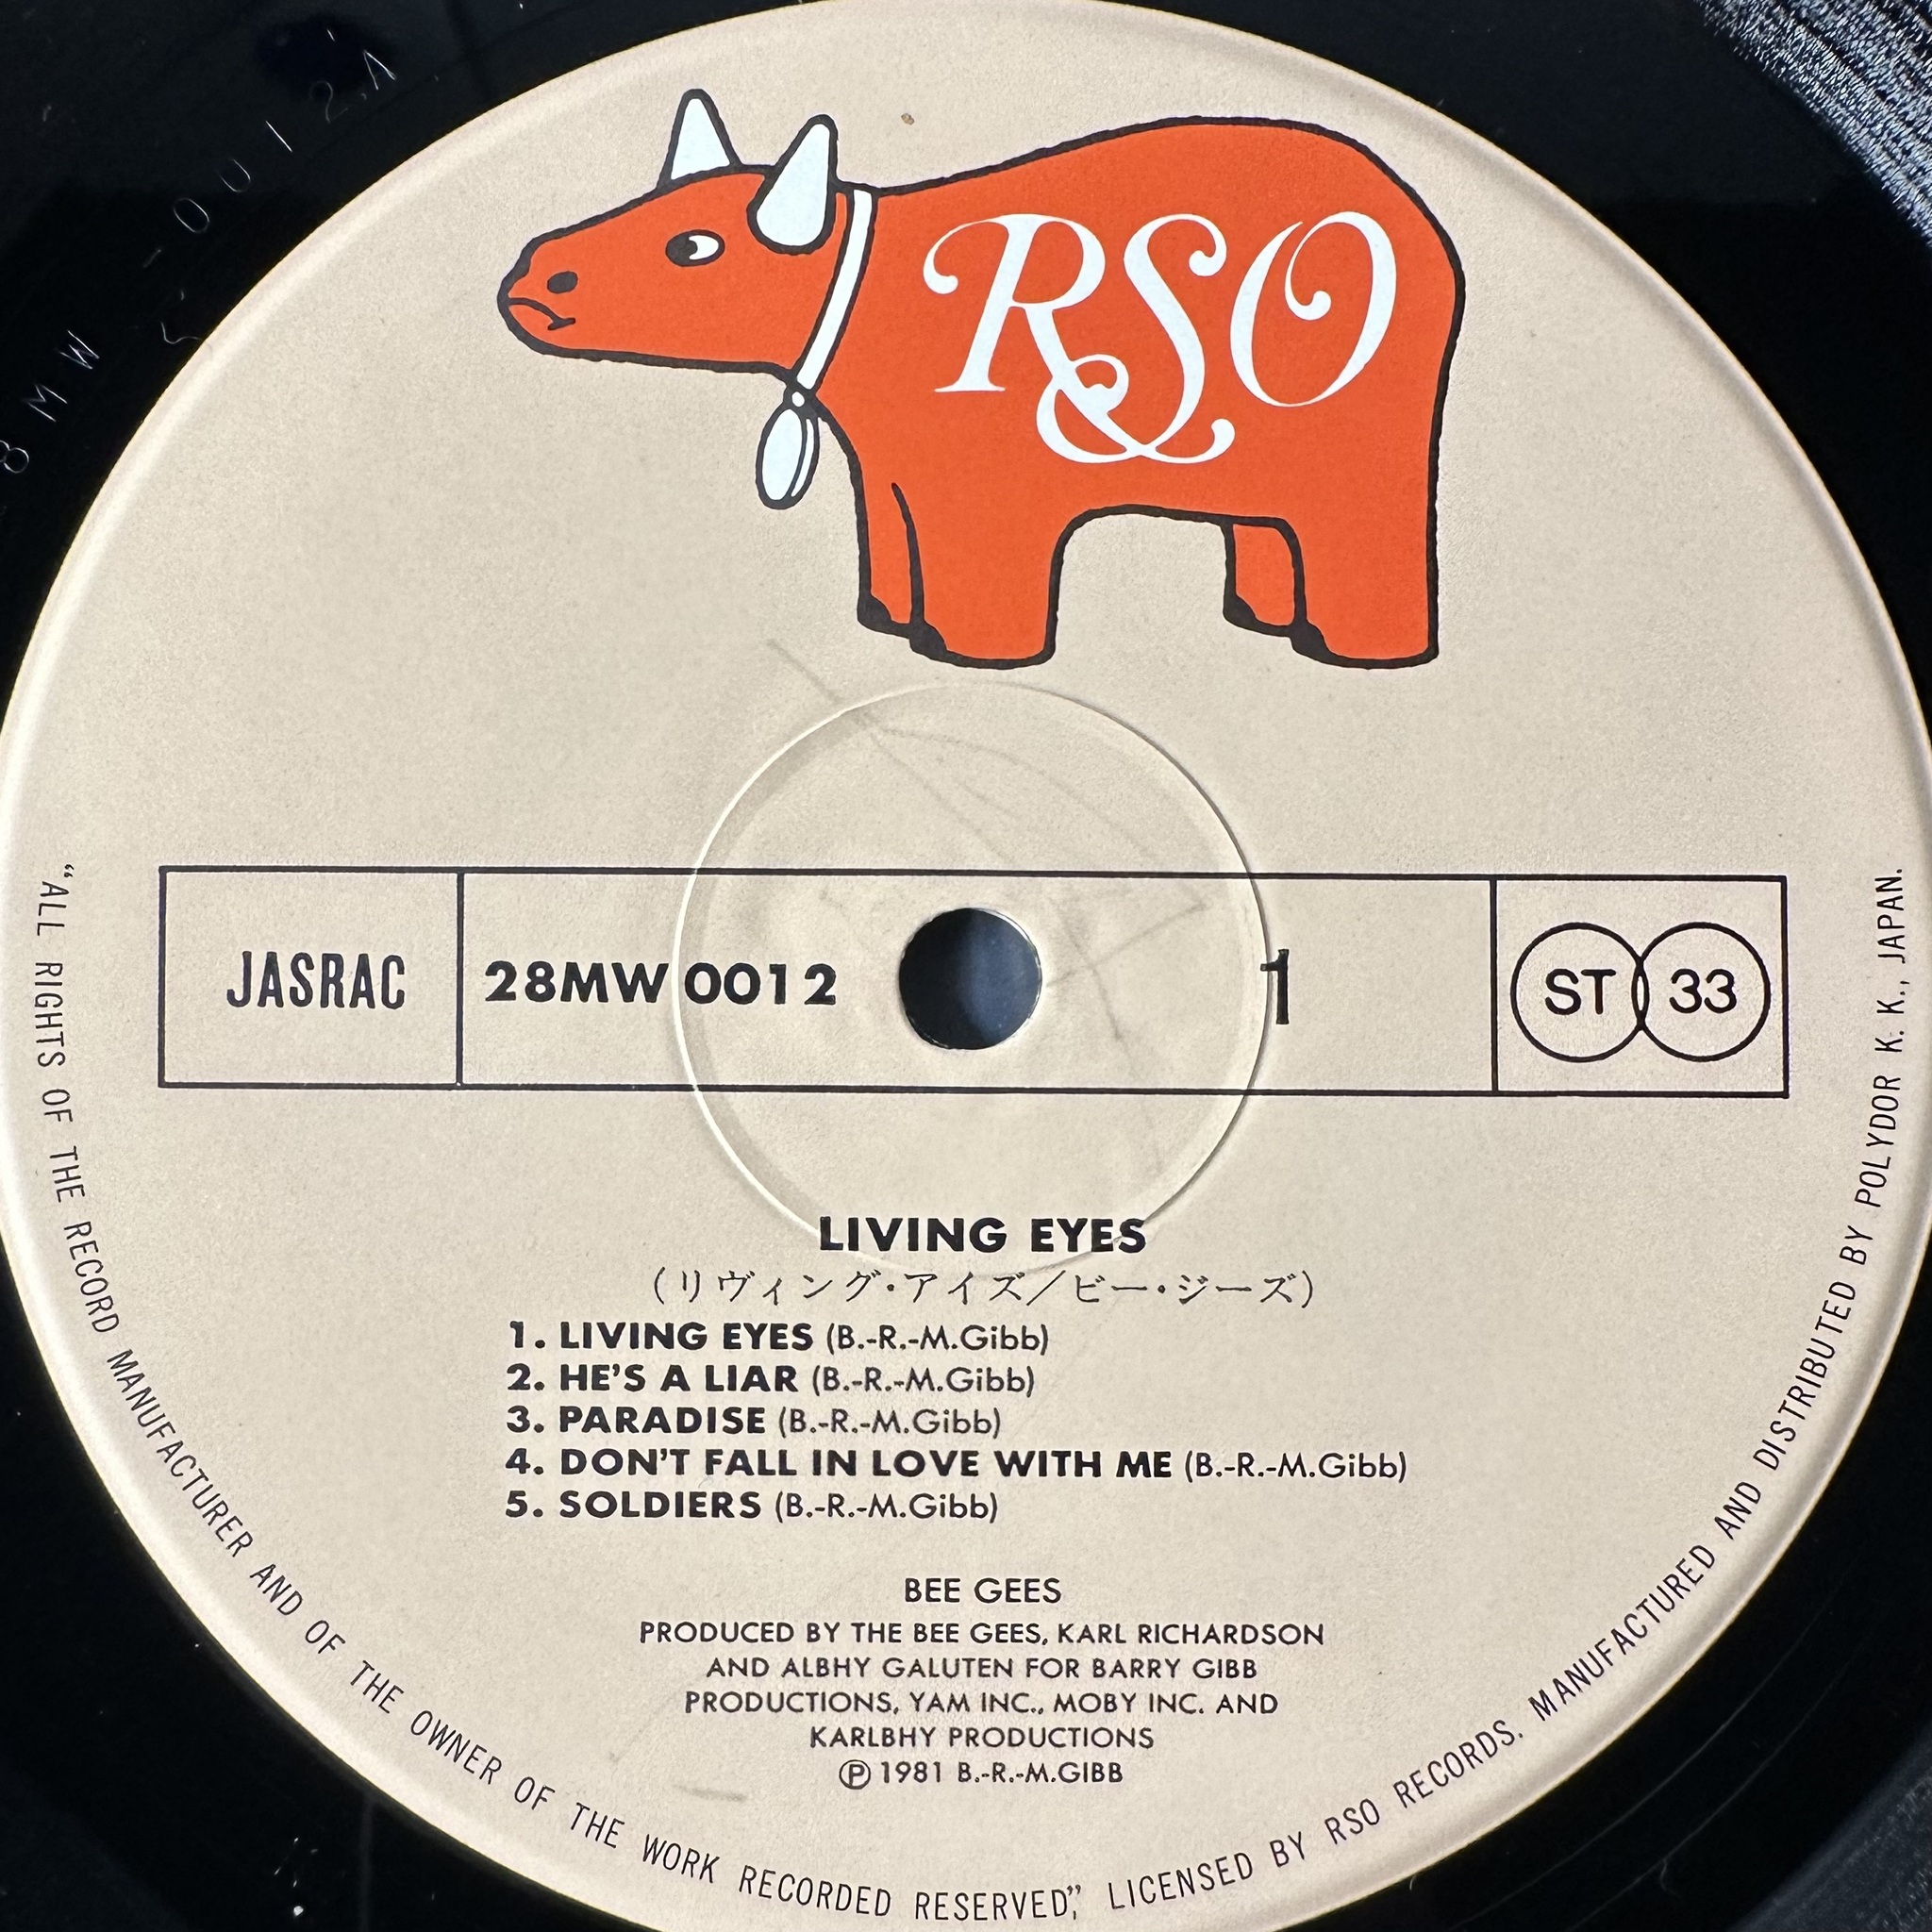 28MW-0012A
RSO
JASRAC
28MW 0012
1
ST 33
LIVING EYES
(リヴィング・アイズ/ビー・ジーズ)
1. LIVING EYES (B.-R.-M.Gibb)
2. HE'S A LIAR (B.-R.-M.Gibb)
3. PARADISE (B.-R.-M.Gibb)
4. DON'T FALL IN LOVE WITH ME (B.-R.-M.Gibb)
5. SOLDIERS (B.-R.-M.Gibb)
BEE GEES
PRODUCED BY THE BEE GEES, KARL RICHARDSON
AND ALBHY GALUTEN FOR BARRY GIBB
PRODUCTIONS, YAM INC., MOBY INC. AND
KARLBHY PRODUCTIONS
Ⓟ 1981 B.-R.-M.GIBB
"ALL RIGHTS OF THE RECORD MANUFACTURER AND OF THE OWNER OF THE WORK RECORDED RESERVED," LICENSED BY RSO RECORDS. MANUFACTURED AND DISTRIBUTED BY POLYDOR K. K., JAPAN.